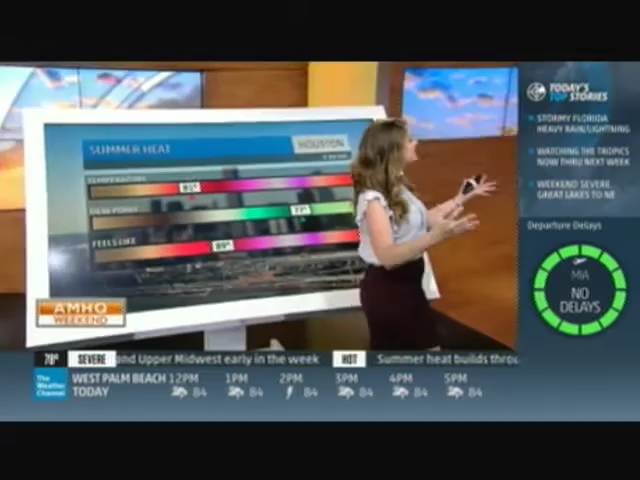 SUMMER HEAT
HOUSTON
TEMPERATURE
81°
DEW POINT
77°
FEELS LIKE
89°
TODAY'S
TOP STORIES
STORMY FLORIDA
HEAVY RAIN/LIGHTNING
WATCHING THE TROPICS
NOW THRU NEXT WEEK
WEEKEND SEVERE
GREAT LAKES TO NE
Departure Delays
MIA
NO
DELAYS
AMHQ
WEEKEND
78° SEVERE and Upper Midwest early in the week HOT Summer heat builds throu
The
Weather
Channel
WEST PALM BEACH 12PM 1PM 2PM 3PM 4PM 5PM
TODAY 84 84 84 84 84 84